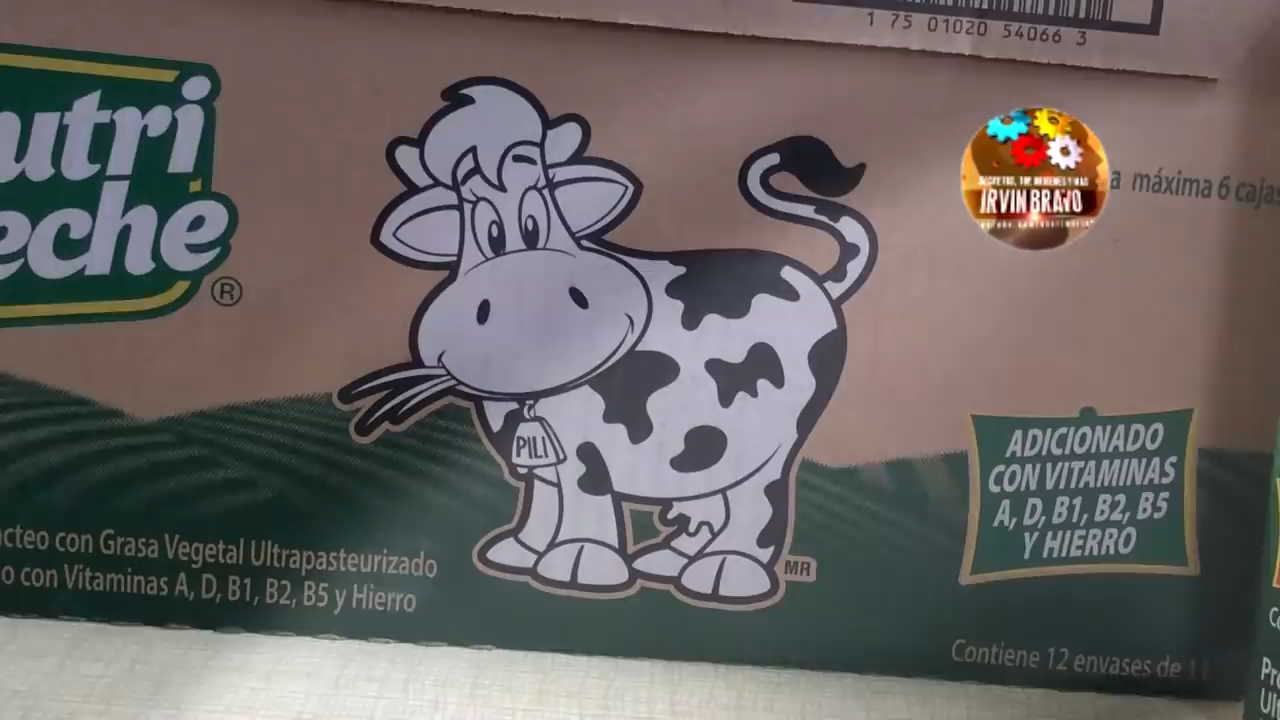 1 75 01020 54066 3
utri
eche
®
IRVIN BRAVO
a máxima 6 cajas
PILI
MR
ADICIONADO
CON VITAMINAS
A, D, B1, B2, B5
Y HIERRO
cteo con Grasa Vegetal Ultrapasteurizado
o con Vitaminas A, D, B1, B2, B5 y Hierro
Contiene 12 envases de 1 l